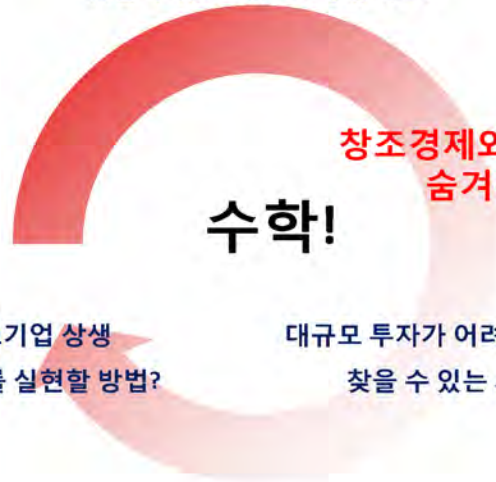 창조경제와
숨겨
수학!
기업 상생
실현할 방법?
대규모 투자가 어려
찾을 수 있는